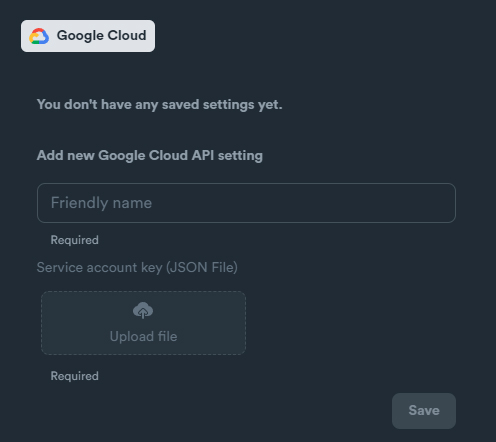 Google Cloud
You don't have any saved settings yet.
Add new Google Cloud API setting
Friendly name
Required
Service account key (JSON File)
Upload file
Required
Save